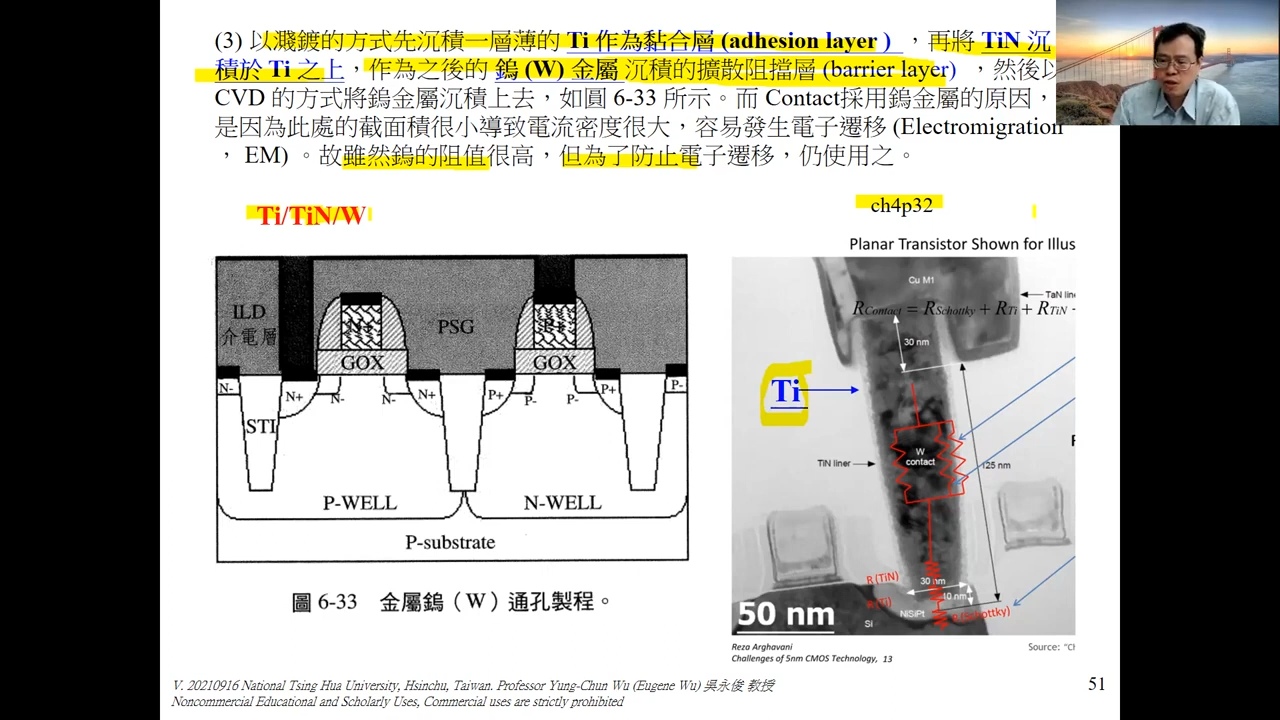 (3) 以濺鍍的方式先沉積一層薄的 Ti 作為黏合層 (adhesion layer ) ，再將 TiN 沉
積於 Ti 之上，作為之後的 鎢 (W) 金屬 沉積的擴散阻擋層 (barrier layer) ，然後以
CVD 的方式將鎢金屬沉積上去，如圓 6-33 所示。而 Contact採用鎢金屬的原因，
是因為此處的截面積很小導致電流密度很大，容易發生電子遷移 (Electromigration
， EM) 。故雖然鎢的阻值很高，但為了防止電子遷移，仍使用之。
Ti/TiN/W
ch4p32
Planar Transistor Shown for Illus
ILD
介電層
PSG
GOX
GOX
N-
N+
N-
N-
N+
P+
P-
P-
P+
P-
STI
P-WELL
N-WELL
P-substrate
圖 6-33 金屬鎢（W）通孔製程。
Cu M1
TaN line
R Contact = R Schottky + R Ti + R TiN
30 nm
Ti
W
contact
TiN liner
125 nm
R (TiN)
30 nm
R (Ti)
10 nm
NiSiPt
R (Schottky)
Si
50 nm
Reza Arghavani
Challenges of 5nm CMOS Technology, 13
Source: "Cl
V. 20210916 National Tsing Hua University, Hsinchu, Taiwan. Professor Yung-Chun Wu (Eugene Wu) 吳永俊 教授
Noncommercial Educational and Scholarly Uses, Commercial uses are strictly prohibited
51